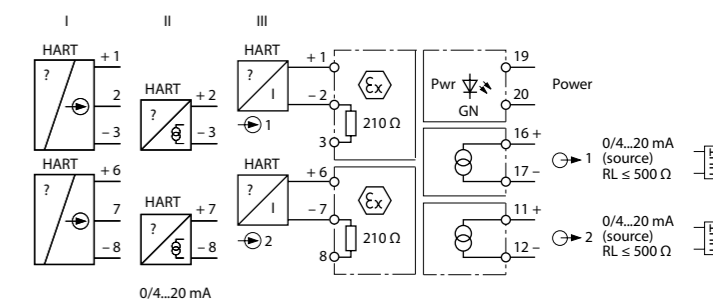 I II III
HART
?
+ 1
2
– 3
HART
?
+ 2
– 3
HART
?
I
1
+ 1
– 2
3
Ex
210 Ω
Pwr
GN
19
20
Power
16 +
17 –
1
0/4...20 mA
(source)
RL ≤ 500 Ω
HART
?
+ 6
7
– 8
HART
?
+ 7
– 8
HART
?
I
2
+ 6
– 7
8
Ex
210 Ω
11 +
12 –
2
0/4...20 mA
(source)
RL ≤ 500 Ω
0/4...20 mA